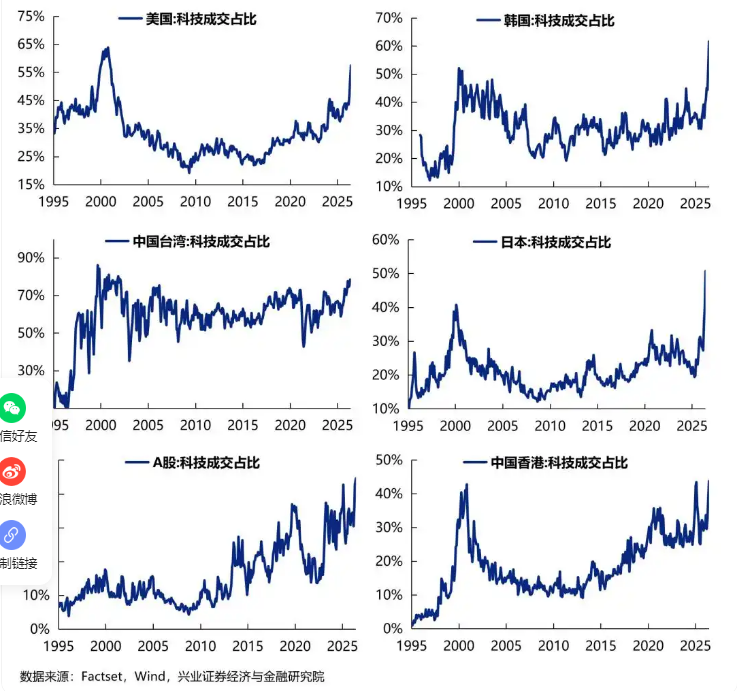 美国:科技成交占比
75%
65%
55%
45%
35%
25%
15%
1995 2000 2005 2010 2015 2020 2025
韩国:科技成交占比
70%
60%
50%
40%
30%
20%
10%
1995 2000 2005 2010 2015 2020 2025
中国台湾:科技成交占比
90%
70%
50%
30%
995 2000 2005 2010 2015 2020 2025
日本:科技成交占比
60%
50%
40%
30%
20%
10%
1995 2000 2005 2010 2015 2020 2025
信好友
浪微博
制链接
A股:科技成交占比
10%
0%
1995 2000 2005 2010 2015 2020 2025
中国香港:科技成交占比
50%
40%
30%
20%
10%
0%
1995 2000 2005 2010 2015 2020 2025
数据来源：Factset，Wind，兴业证券经济与金融研究院